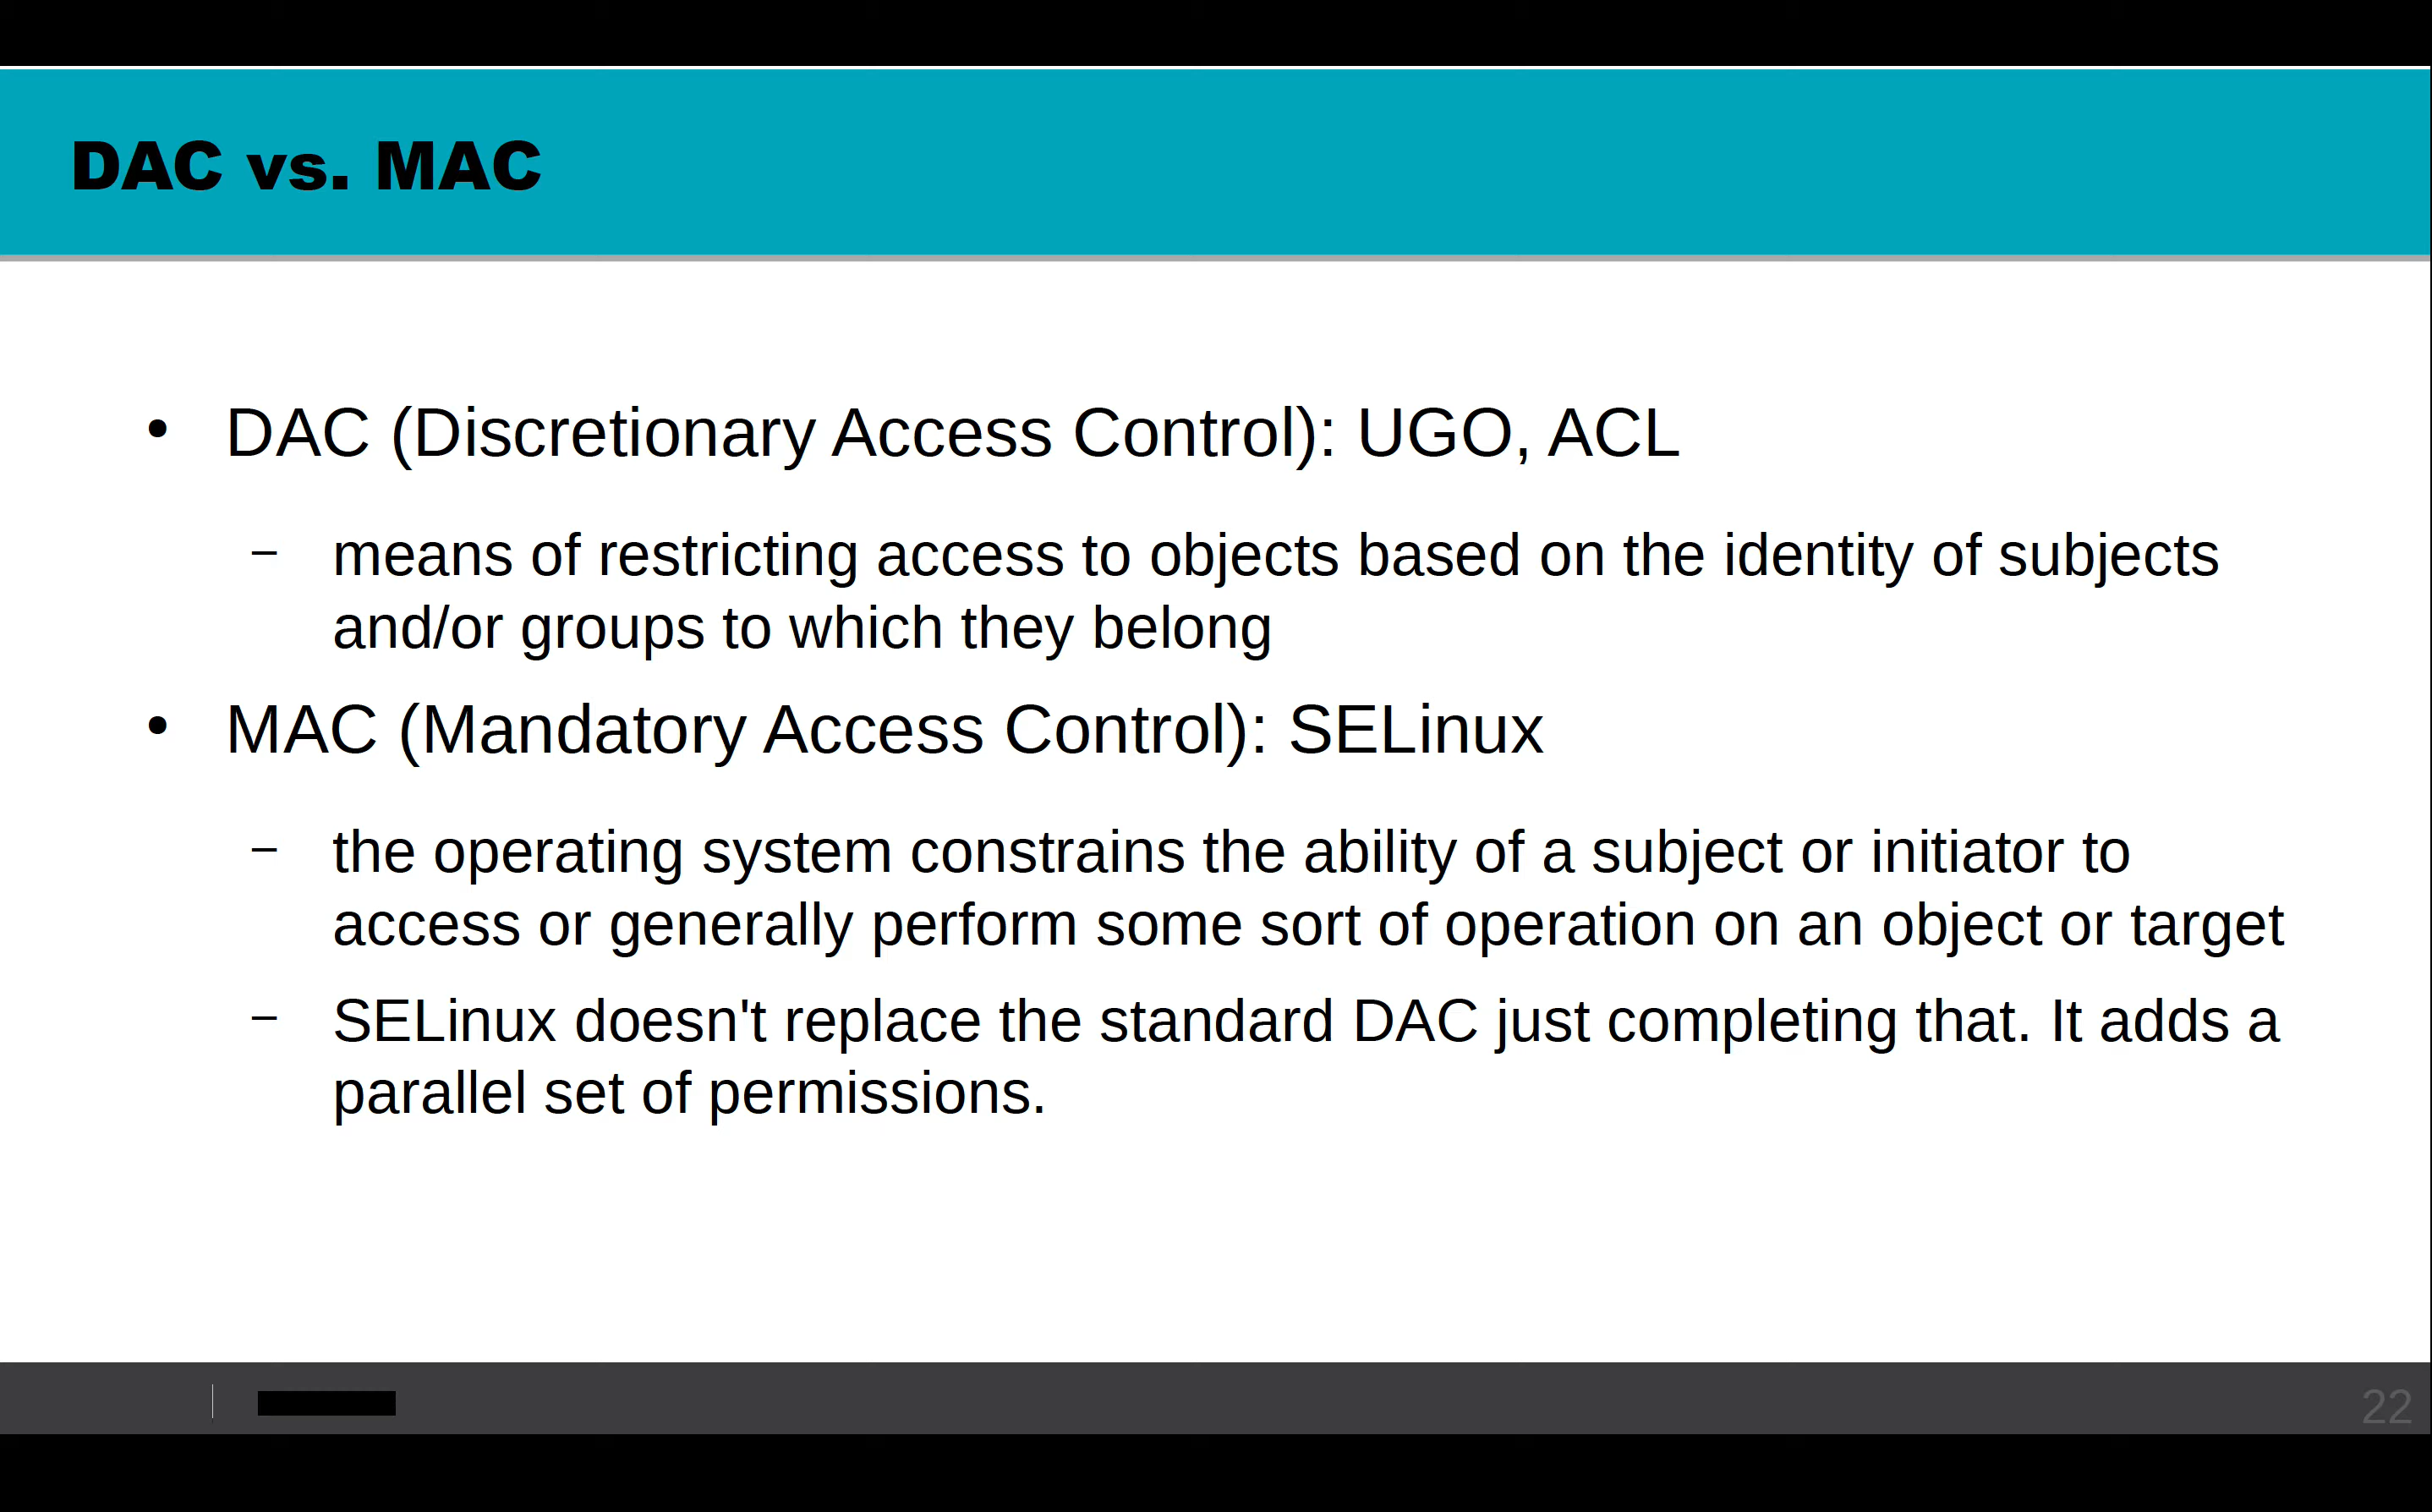 DAC vs. MAC
• DAC (Discretionary Access Control): UGO, ACL
– means of restricting access to objects based on the identity of subjects
and/or groups to which they belong
• MAC (Mandatory Access Control): SELinux
– the operating system constrains the ability of a subject or initiator to
access or generally perform some sort of operation on an object or target
– SELinux doesn't replace the standard DAC just completing that. It adds a
parallel set of permissions.
22